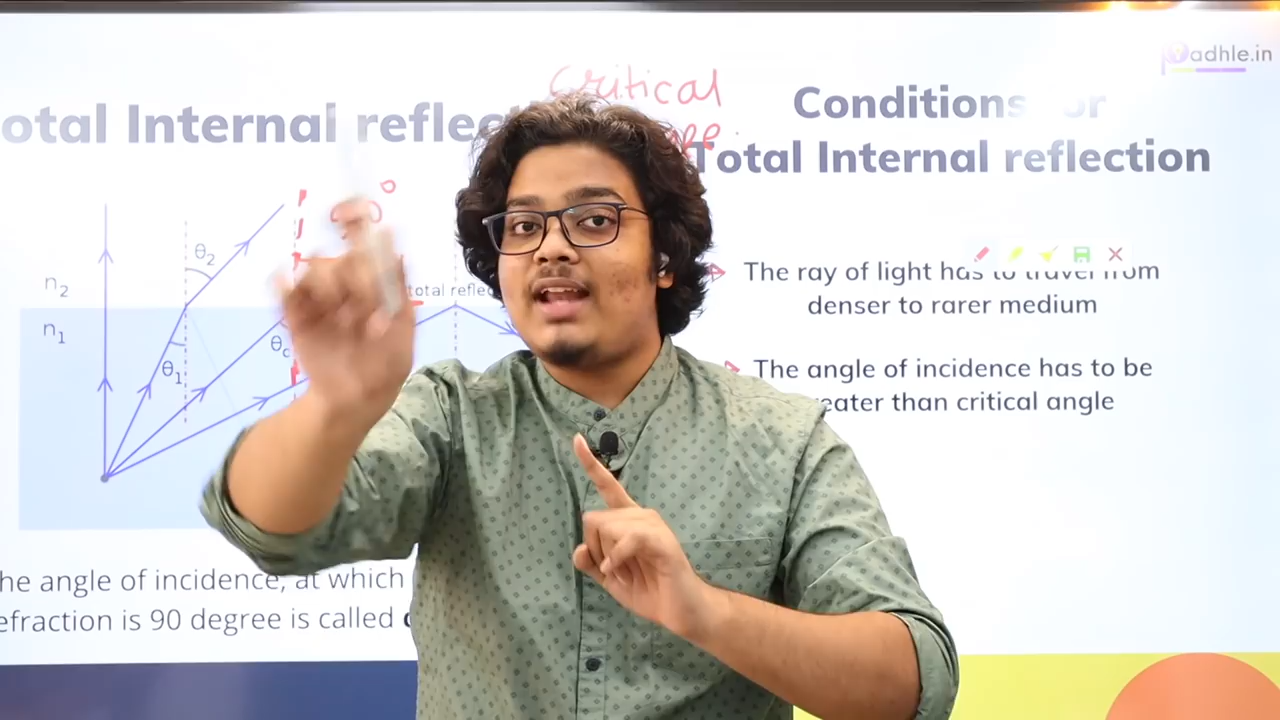 adhle.in
Critical
otal Internal reflec
Conditions or
Total Internal reflection
θ2
n2
n1
θ1
θc
total reflec
The ray of light has to travel from
denser to rarer medium
The angle of incidence has to be
eater than critical angle
he angle of incidence, at which
efraction is 90 degree is called